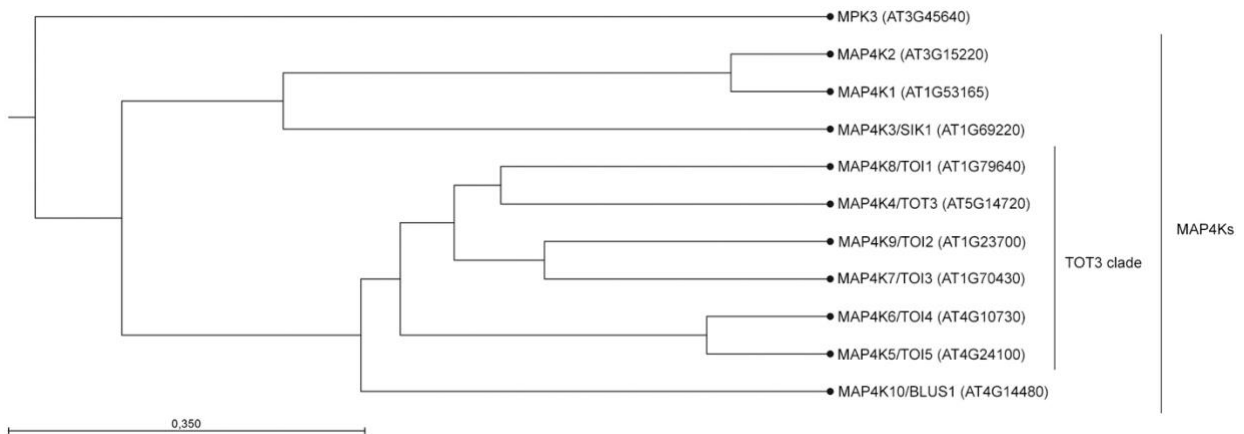 MPK3 (AT3G45640)
MAP4K2 (AT3G15220)
MAP4K1 (AT1G53165)
MAP4K3/SIK1 (AT1G69220)
MAP4K8/TOI1 (AT1G79640)
MAP4K4/TOT3 (AT5G14720)
MAP4K9/TOI2 (AT1G23700)
MAP4K7/TOI3 (AT1G70430)
MAP4K6/TOI4 (AT4G10730)
MAP4K5/TOI5 (AT4G24100)
MAP4K10/BLUS1 (AT4G14480)
TOT3 clade
MAP4Ks
0,350